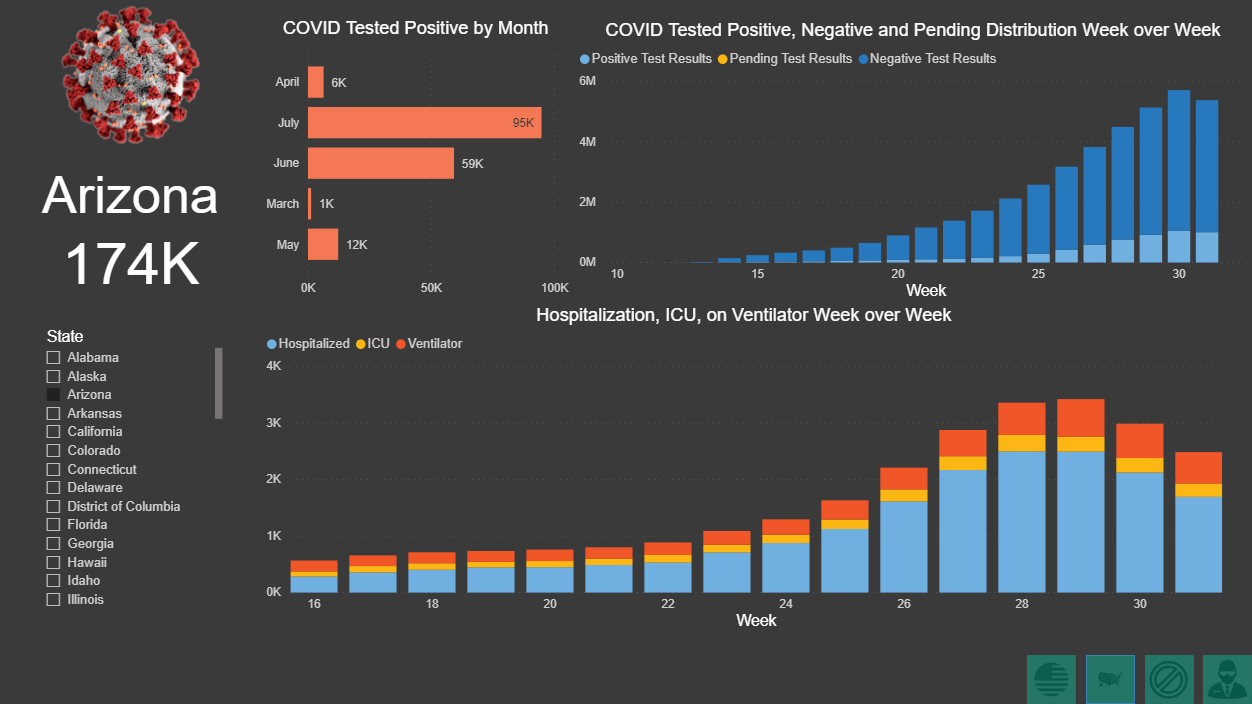 Arizona
174K
State
Alabama
Alaska
Arizona
Arkansas
California
Colorado
Connecticut
Delaware
District of Columbia
Florida
Georgia
Hawaii
Idaho
Illinois
COVID Tested Positive by Month
April 6K
July 95K
June 59K
March 1K
May 12K
0K 50K 100K
COVID Tested Positive, Negative and Pending Distribution Week over Week
Positive Test Results Pending Test Results Negative Test Results
6M
4M
2M
0M
10 15 20 25 30
Week
Hospitalization, ICU, on Ventilator Week over Week
Hospitalized ICU Ventilator
4K
3K
2K
1K
0K
16 18 20 22 24 26 28 30
Week